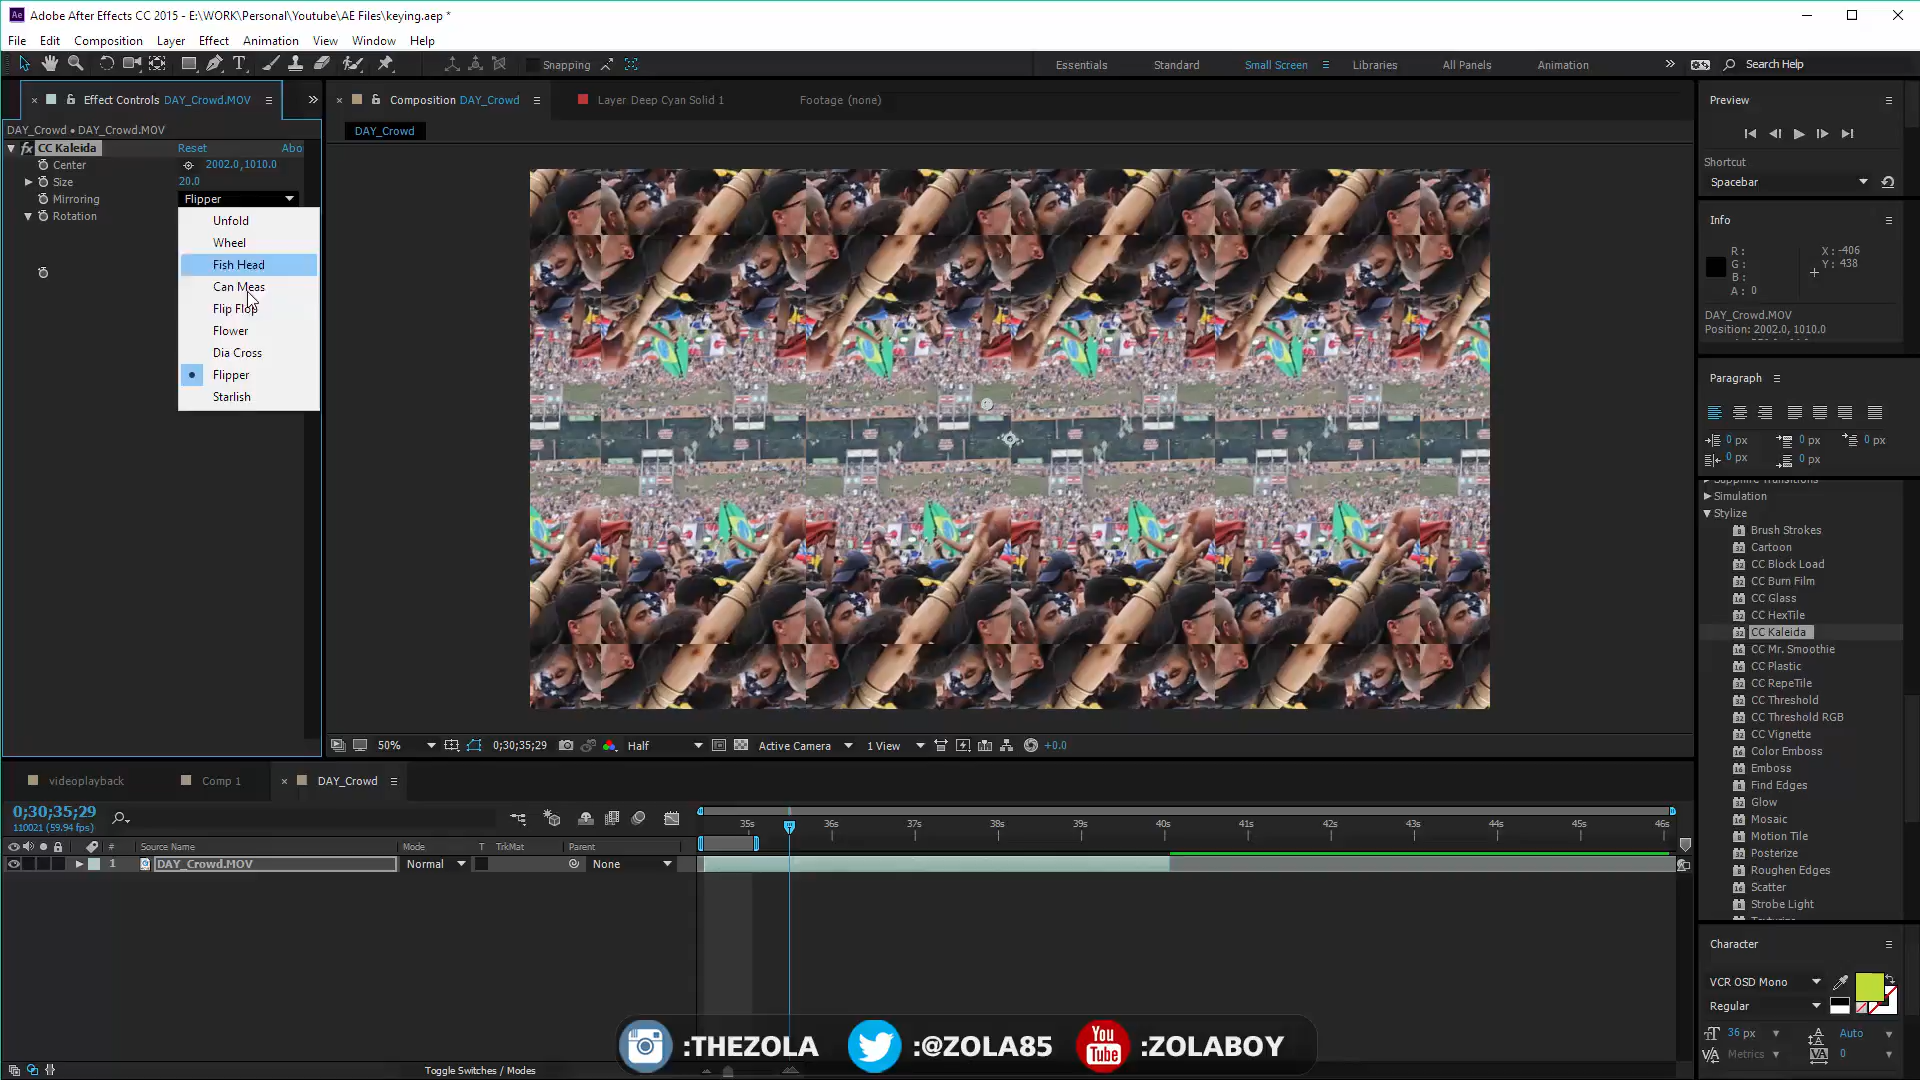 Adobe After Effects CC 2015 - E:\WORK\Personal\Youtube\AE Files\keying.aep *
File Edit Composition Layer Effect Animation View Window Help
Snapping
Essentials Standard Small Screen Libraries All Panels Animation
Search Help
Effect Controls DAY_Crowd.MOV
DAY_Crowd • DAY_Crowd.MOV
fx CC Kaleida Reset Abo
Center 2002.0,1010.0
Size 20.0
Mirroring Flipper
Rotation
Unfold
Wheel
Fish Head
Can Meas
Flip Flop
Flower
Dia Cross
Flipper
Starlish
Composition DAY_Crowd
Layer Deep Cyan Solid 1
Footage (none)
DAY_Crowd
50% 0;30;35;29 Half Active Camera 1 View +0.0
Preview
Shortcut
Spacebar
Info
R :
G :
B :
A : 0
X : -406
Y : 438
DAY_Crowd.MOV
Position: 2002.0, 1010.0
Paragraph
0 px 0 px 0 px
0 px 0 px
Simulation
Stylize
Brush Strokes
Cartoon
CC Block Load
CC Burn Film
CC Glass
CC HexTile
CC Kaleida
CC Mr. Smoothie
CC Plastic
CC RepeTile
CC Threshold
CC Threshold RGB
CC Vignette
Color Emboss
Emboss
Find Edges
Glow
Mosaic
Motion Tile
Posterize
Roughen Edges
Scatter
Strobe Light
Character
VCR OSD Mono
Regular
36 px Auto
Metrics 0
videoplayback Comp 1 DAY_Crowd
0;30;35;29
110021 (59.94 fps)
# Source Name Mode T TrkMat Parent
1 DAY_Crowd.MOV Normal None
35s 36s 37s 38s 39s 40s 41s 42s 43s 44s 45s 46s
Toggle Switches / Modes
:THEZOLA
:@ZOLA85
You Tube :ZOLABOY